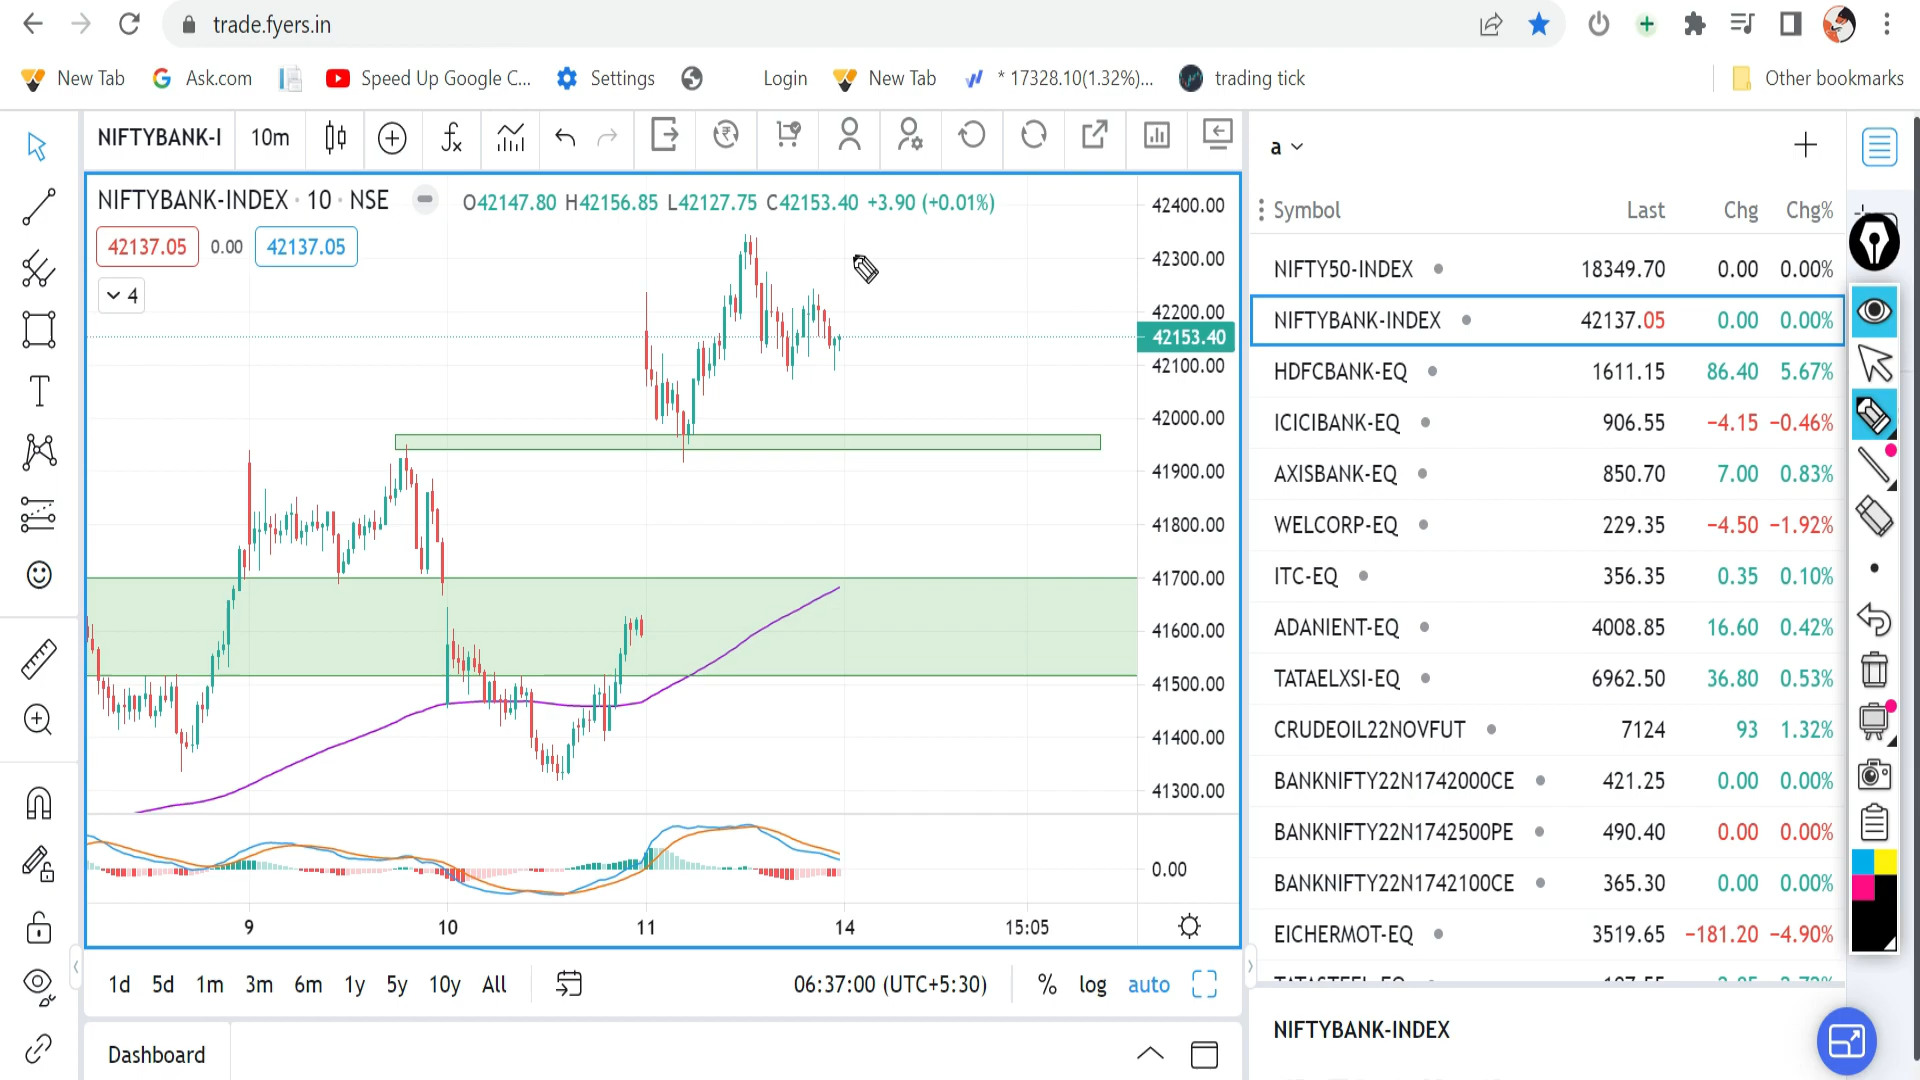 trade.fyers.in
New Tab
Ask.com
Speed Up Google C...
Settings
Login
New Tab
* 17328.10(1.32%)...
trading tick
Other bookmarks
NIFTYBANK-I
10m
NIFTYBANK-INDEX · 10 · NSE
O42147.80 H42156.85 L42127.75 C42153.40 +3.90 (+0.01%)
42137.05 0.00 42137.05
4
42400.00
42300.00
42200.00
42153.40
42100.00
42000.00
41900.00
41800.00
41700.00
41600.00
41500.00
41400.00
41300.00
0.00
9 10 11 14 15:05
1d 5d 1m 3m 6m 1y 5y 10y All
06:37:00 (UTC+5:30)
% log auto
Dashboard
a
Symbol Last Chg Chg%
NIFTY50-INDEX 18349.70 0.00 0.00%
NIFTYBANK-INDEX 42137.05 0.00 0.00%
HDFCBANK-EQ 1611.15 86.40 5.67%
ICICIBANK-EQ 906.55 −4.15 −0.46%
AXISBANK-EQ 850.70 7.00 0.83%
WELCORP-EQ 229.35 −4.50 −1.92%
ITC-EQ 356.35 0.35 0.10%
ADANIENT-EQ 4008.85 16.60 0.42%
TATAELXSI-EQ 6962.50 36.80 0.53%
CRUDEOIL22NOVFUT 7124 93 1.32%
BANKNIFTY22N1742000CE 421.25 0.00 0.00%
BANKNIFTY22N1742500PE 490.40 0.00 0.00%
BANKNIFTY22N1742100CE 365.30 0.00 0.00%
EICHERMOT-EQ 3519.65 −181.20 −4.90%
NIFTYBANK-INDEX